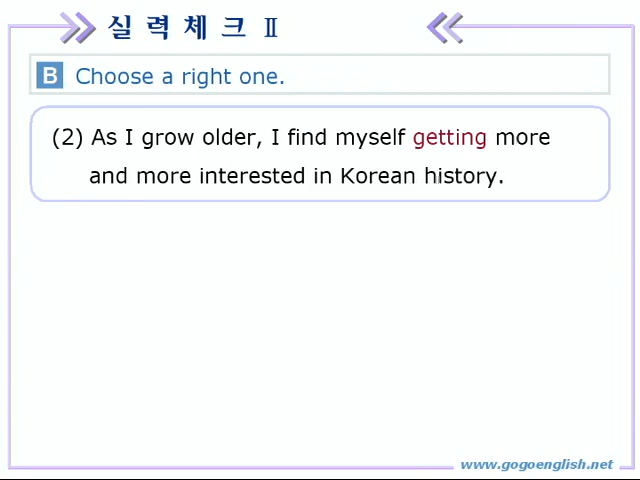 실력체크 Ⅱ
B Choose a right one.
(2) As I grow older, I find myself getting more
and more interested in Korean history.
www.gogoenglish.net